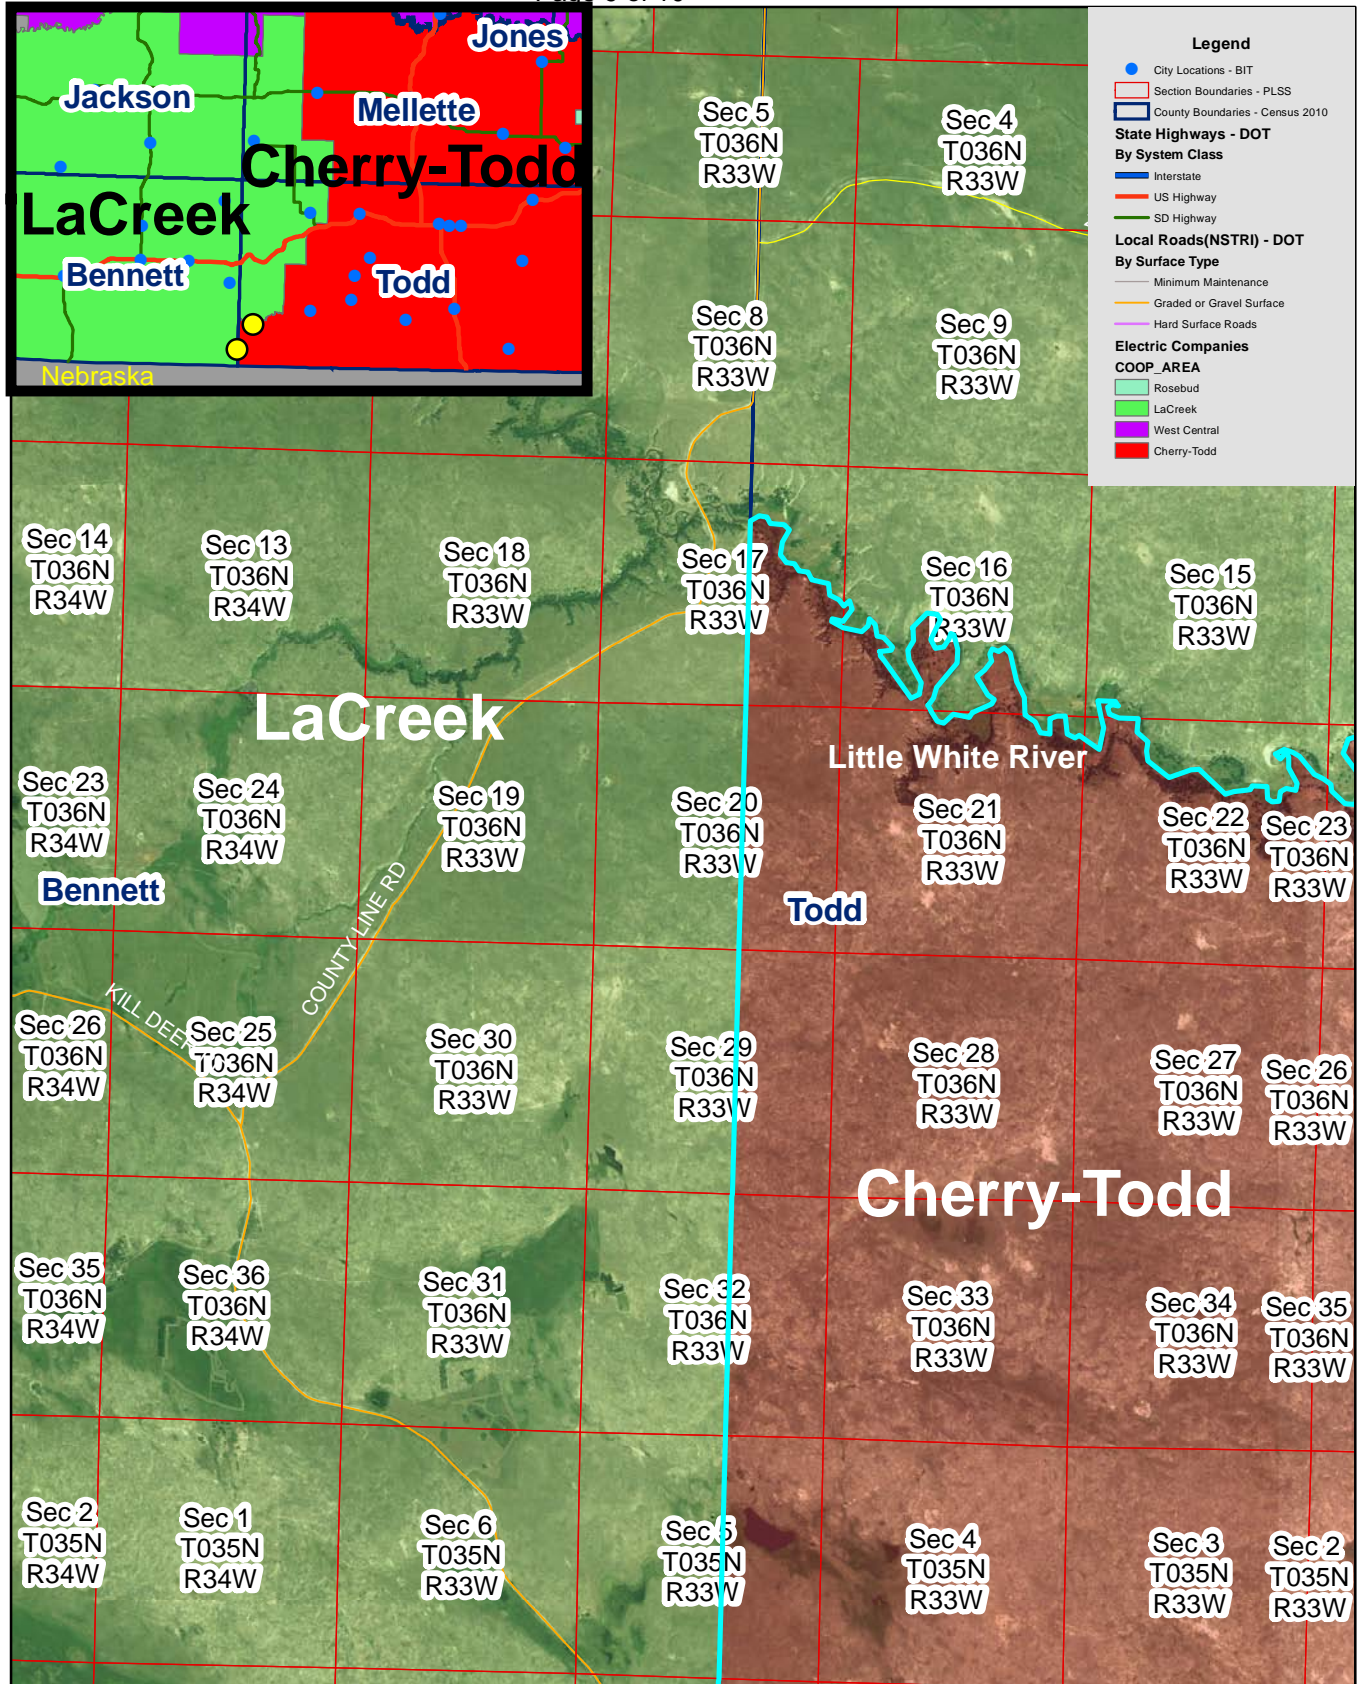 Jones
Jackson
Mellette
Cherry-Todd
LaCreek
Bennett
Todd
Nebraska
Legend
City Locations - BIT
Section Boundaries - PLSS
County Boundaries - Census 2010
State Highways - DOT
By System Class
Interstate
US Highway
SD Highway
Local Roads(NSTRI) - DOT
By Surface Type
Minimum Maintenance
Graded or Gravel Surface
Hard Surface Roads
Electric Companies
COOP_AREA
Rosebud
LaCreek
West Central
Cherry-Todd
Sec 5
T036N
R33W
Sec 4
T036N
R33W
Sec 8
T036N
R33W
Sec 9
T036N
R33W
Sec 14
T036N
R34W
Sec 13
T036N
R34W
Sec 18
T036N
R33W
Sec 17
T036N
R33W
Sec 16
T036N
R33W
Sec 15
T036N
R33W
LaCreek
Little White River
Sec 23
T036N
R34W
Sec 24
T036N
R34W
Sec 19
T036N
R33W
Sec 20
T036N
R33W
Sec 21
T036N
R33W
Sec 22
T036N
R33W
Sec 23
T036N
R33W
Bennett
Todd
COUNTY LINE RD
KILL DEER
Sec 26
T036N
R34W
Sec 25
T036N
R34W
Sec 30
T036N
R33W
Sec 29
T036N
R33W
Sec 28
T036N
R33W
Sec 27
T036N
R33W
Sec 26
T036N
R33W
Cherry-Todd
Sec 35
T036N
R34W
Sec 36
T036N
R34W
Sec 31
T036N
R33W
Sec 32
T036N
R33W
Sec 33
T036N
R33W
Sec 34
T036N
R33W
Sec 35
T036N
R33W
Sec 2
T035N
R34W
Sec 1
T035N
R34W
Sec 6
T035N
R33W
Sec 5
T035N
R33W
Sec 4
T035N
R33W
Sec 3
T035N
R33W
Sec 2
T035N
R33W